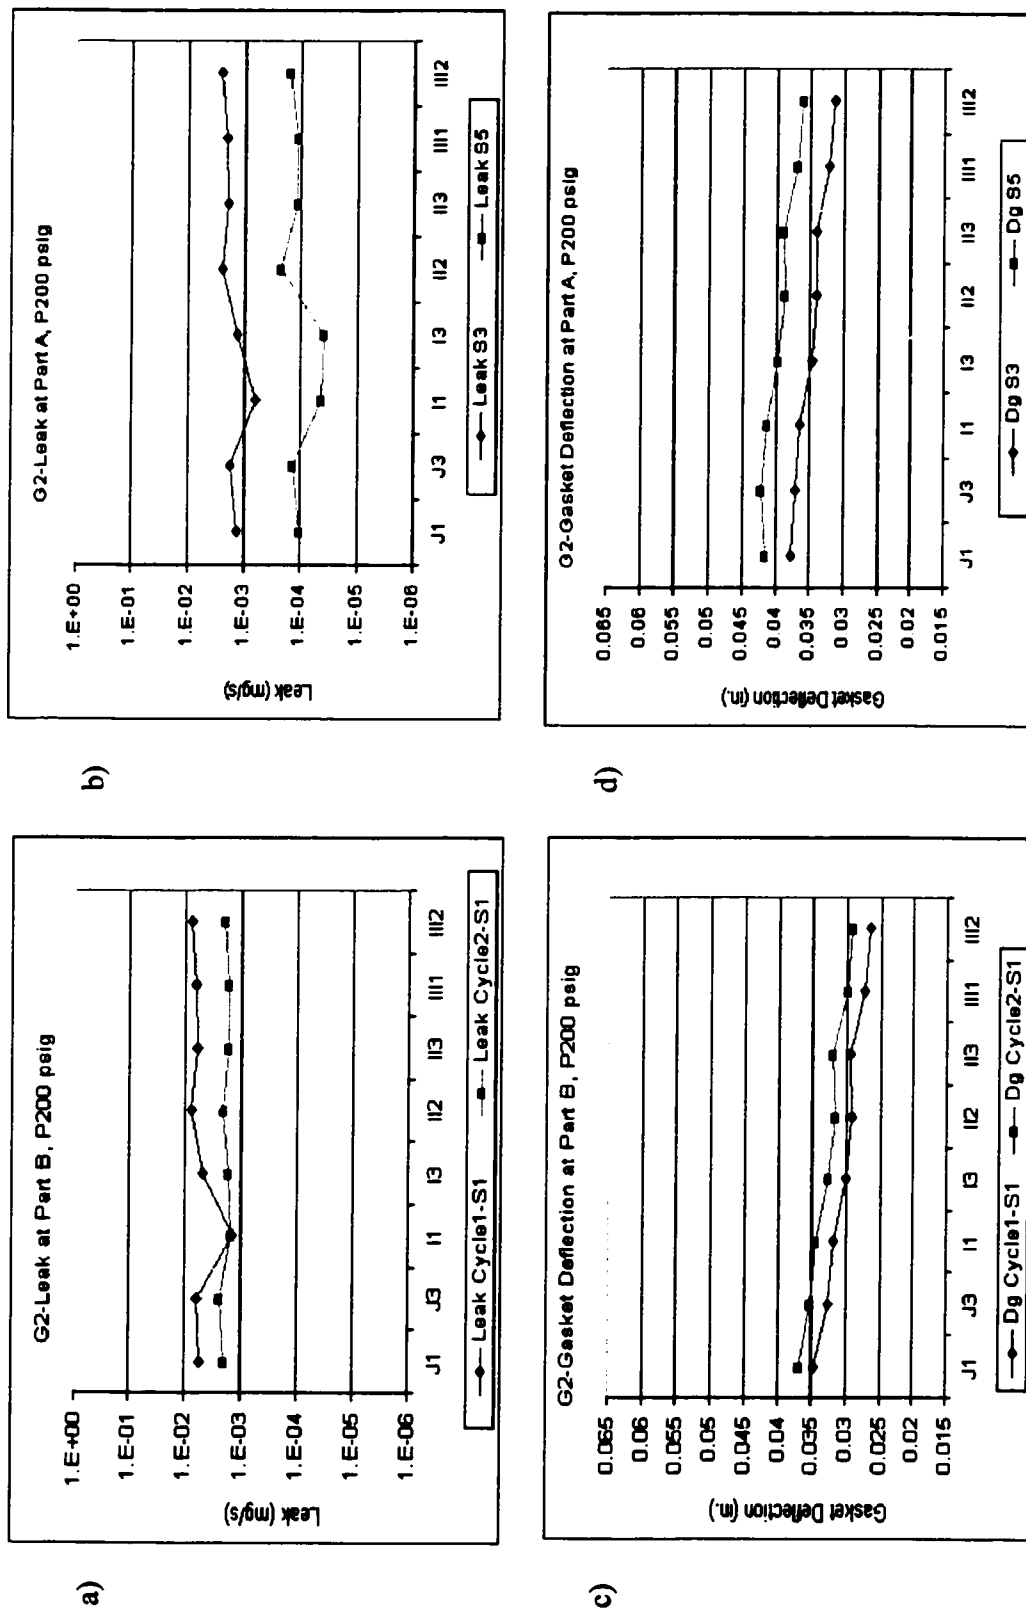 a)
G2-Leak at Part B, P200 psig
Leak (mg/s)
1.E+00
1.E-01
1.E-02
1.E-03
1.E-04
1.E-05
1.E-06
J1 J3 I1 I3 II2 II3 III1 III2
Leak Cycle1-S1 Leak Cycle2-S1
b)
G2-Leak at Part A, P200 psig
Leak (mg/s)
1.E+00
1.E-01
1.E-02
1.E-03
1.E-04
1.E-05
1.E-06
J1 J3 I1 I3 II2 II3 III1 III2
Leak S3 Leak S5
c)
G2-Gasket Deflection at Part B, P200 psig
Gasket Deflection (in.)
0.065
0.06
0.055
0.05
0.045
0.04
0.035
0.03
0.025
0.02
0.015
J1 J3 I1 I3 II2 II3 III1 III2
Dg Cycle1-S1 Dg Cycle2-S1
d)
G2-Gasket Deflection at Part A, P200 psig
Gasket Deflection (in.)
0.065
0.06
0.055
0.05
0.045
0.04
0.035
0.03
0.025
0.02
0.015
J1 J3 I1 I3 II2 II3 III1 III2
Dg S3 Dg S5